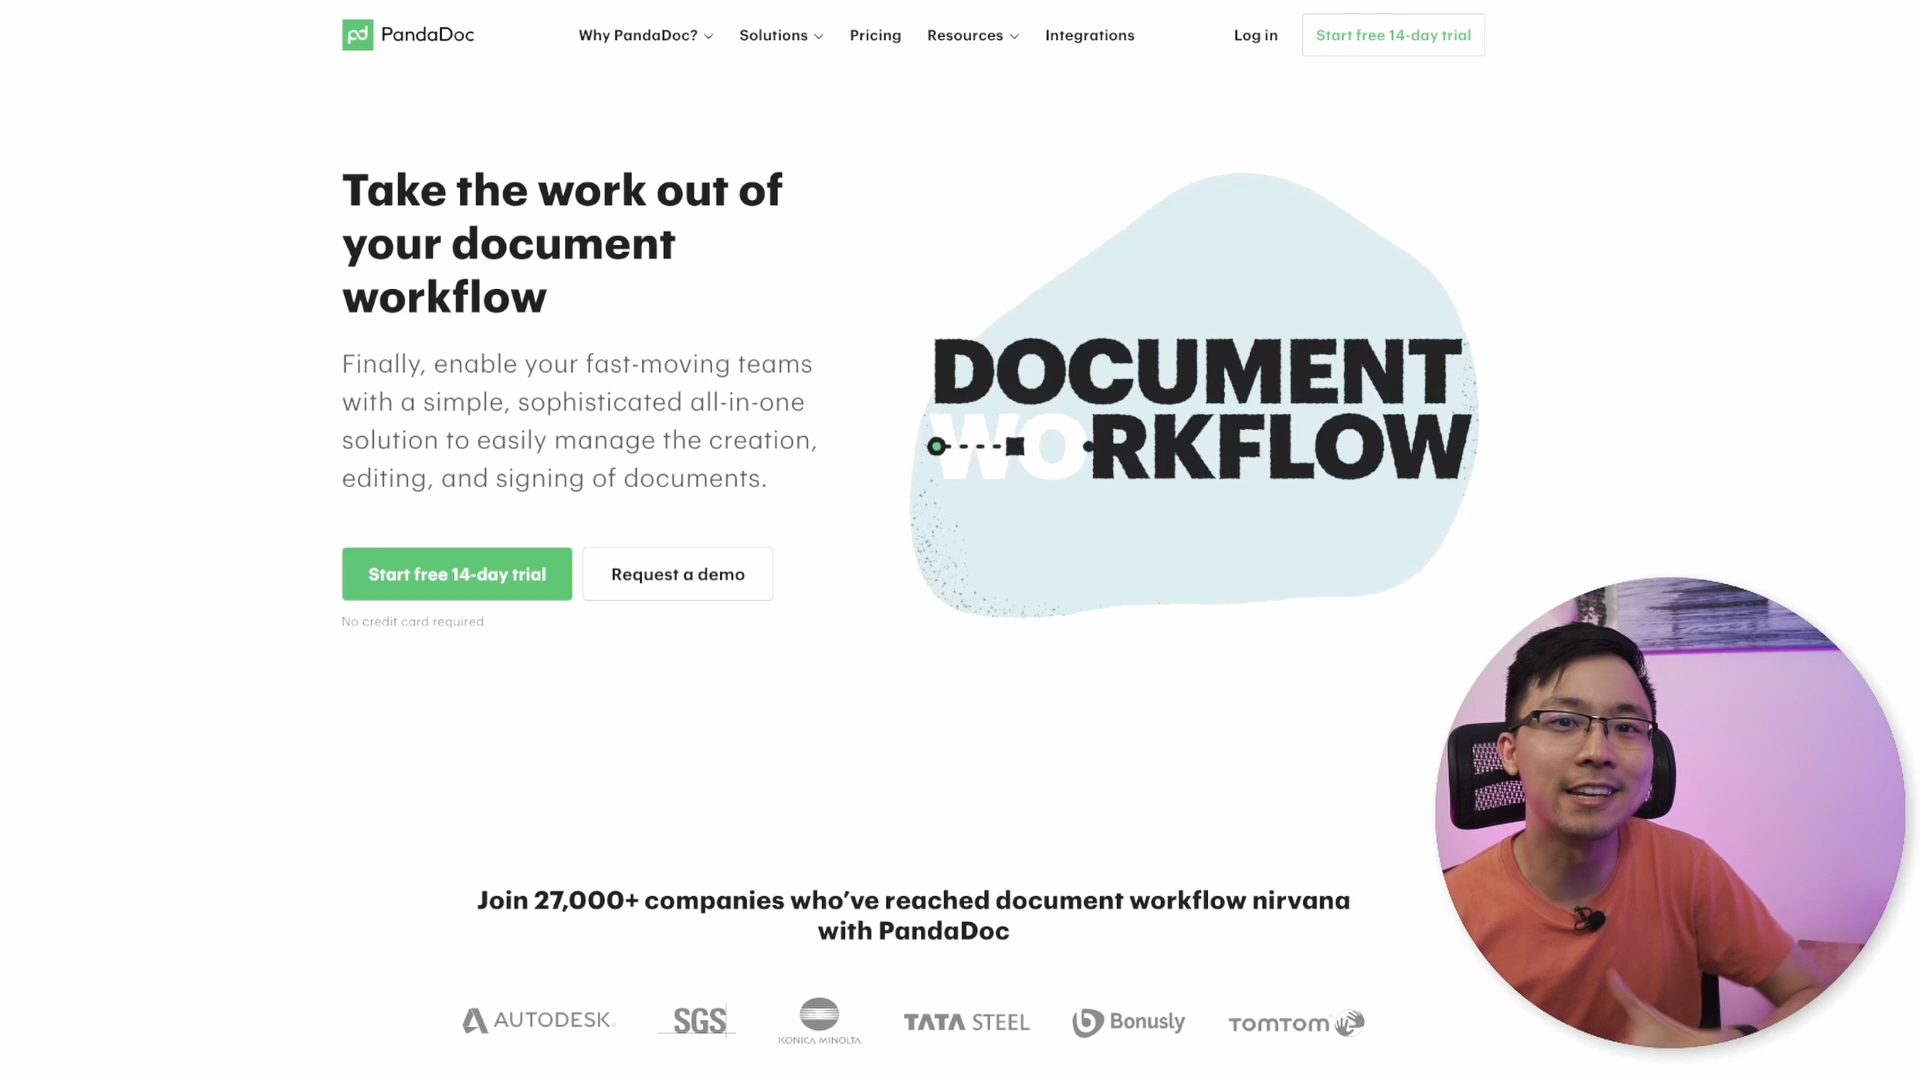 pd PandaDoc
Why PandaDoc?
Solutions
Pricing
Resources
Integrations
Log in
Start free 14-day trial
Take the work out of
your document
workflow
Finally, enable your fast-moving teams
with a simple, sophisticated all-in-one
solution to easily manage the creation,
editing, and signing of documents.
Start free 14-day trial
Request a demo
No credit card required
DOCUMENT
WORKFLOW
Join 27,000+ companies who’ve reached document workflow nirvana
with PandaDoc
AUTODESK
SGS
KONICA MINOLTA
TATA STEEL
Bonusly
TOMTOM